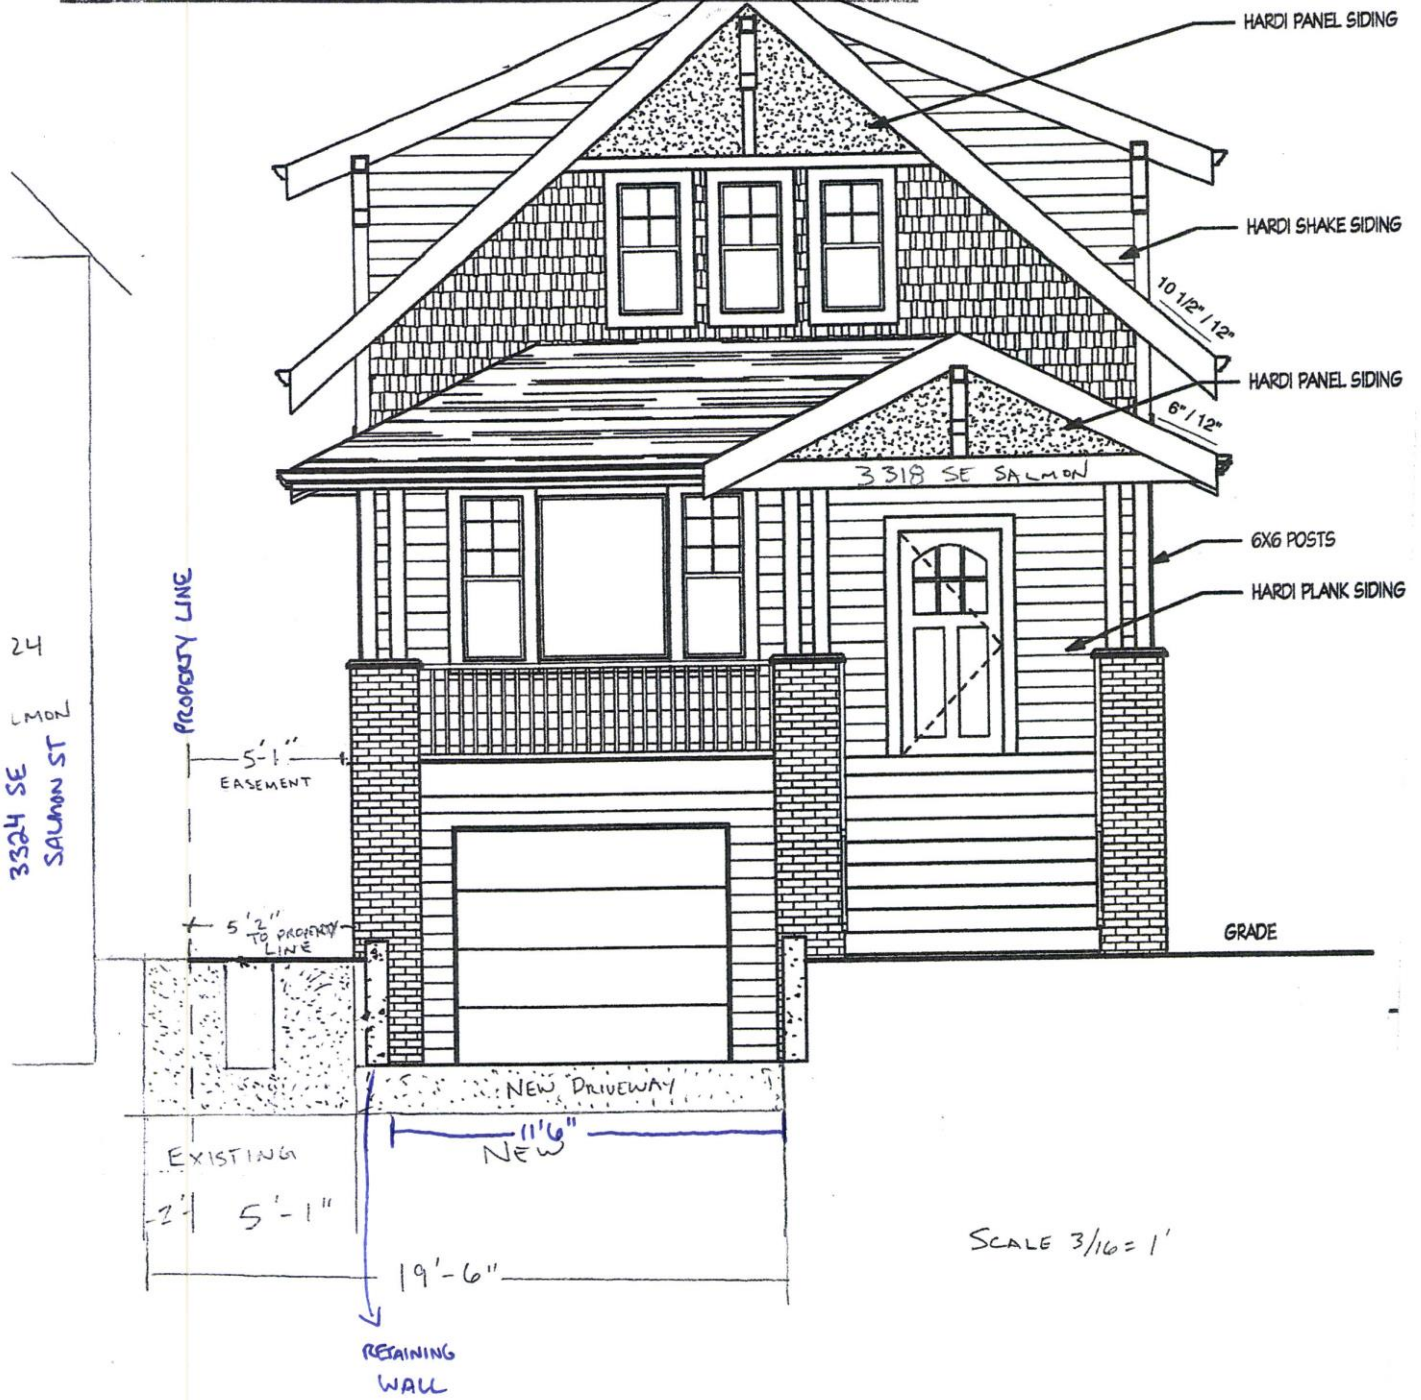 HARDI PANEL SIDING
HARDI SHAKE SIDING
10 1/2" / 12"
HARDI PANEL SIDING
6" / 12"
3318 SE SALMON
6X6 POSTS
HARDI PLANK SIDING
PROPERTY LINE
24
LMON
3324 SE
SALMON ST
5'-1"
EASEMENT
5'2"
TO PROPERTY
LINE
GRADE
NEW DRIVEWAY
11'6"
NEW
EXISTING
2'
5'-1"
19'-6"
SCALE 3/16 = 1'
RETAINING
WALL